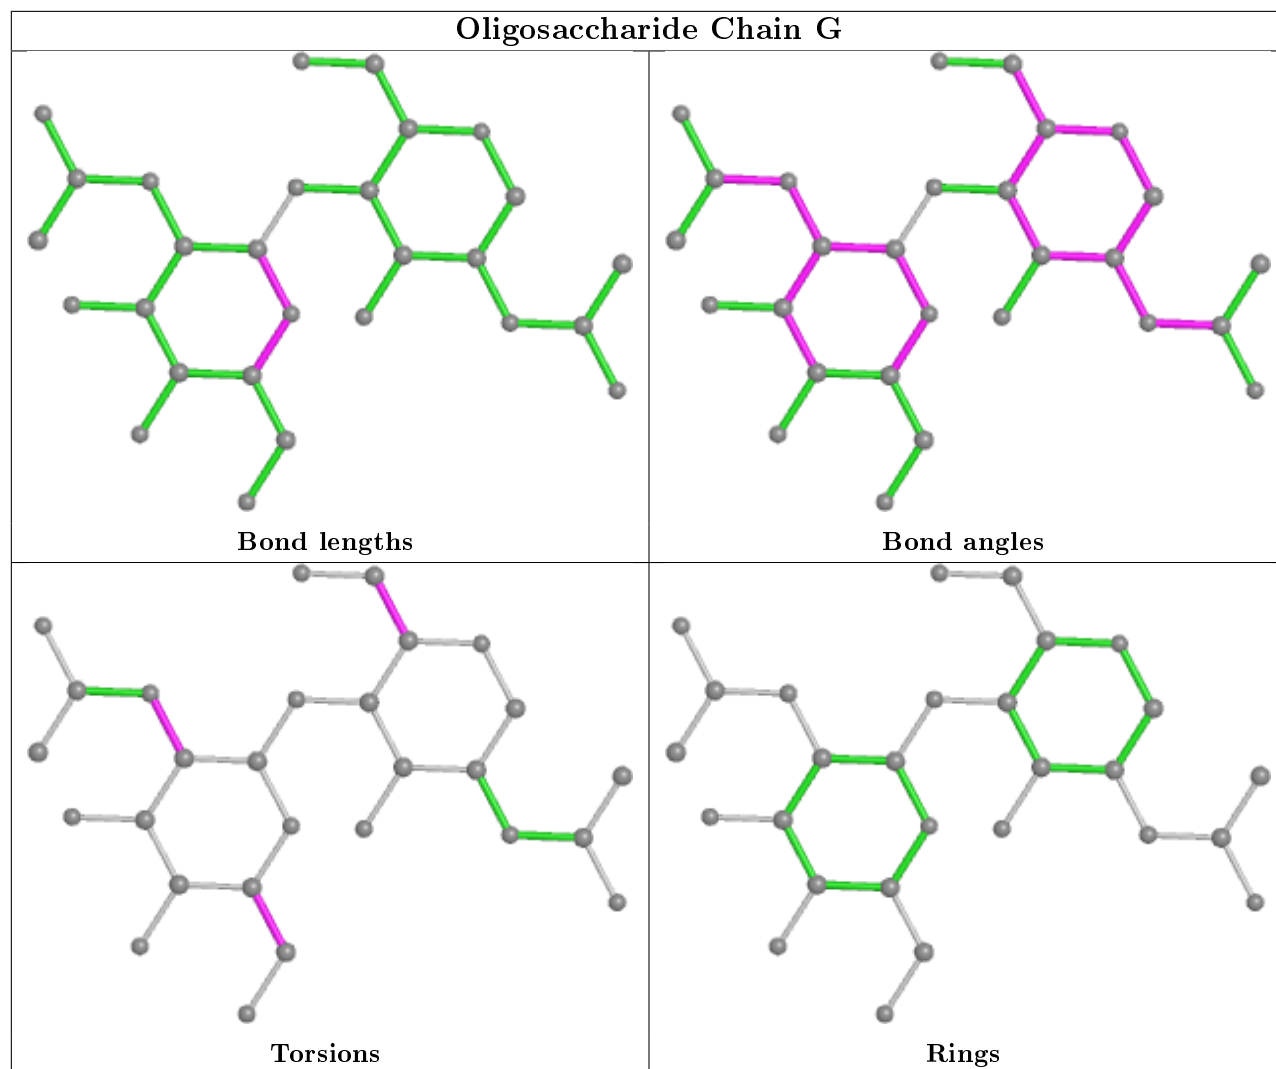 Oligosaccharide Chain G
Bond lengths
Bond angles
Torsions
Rings